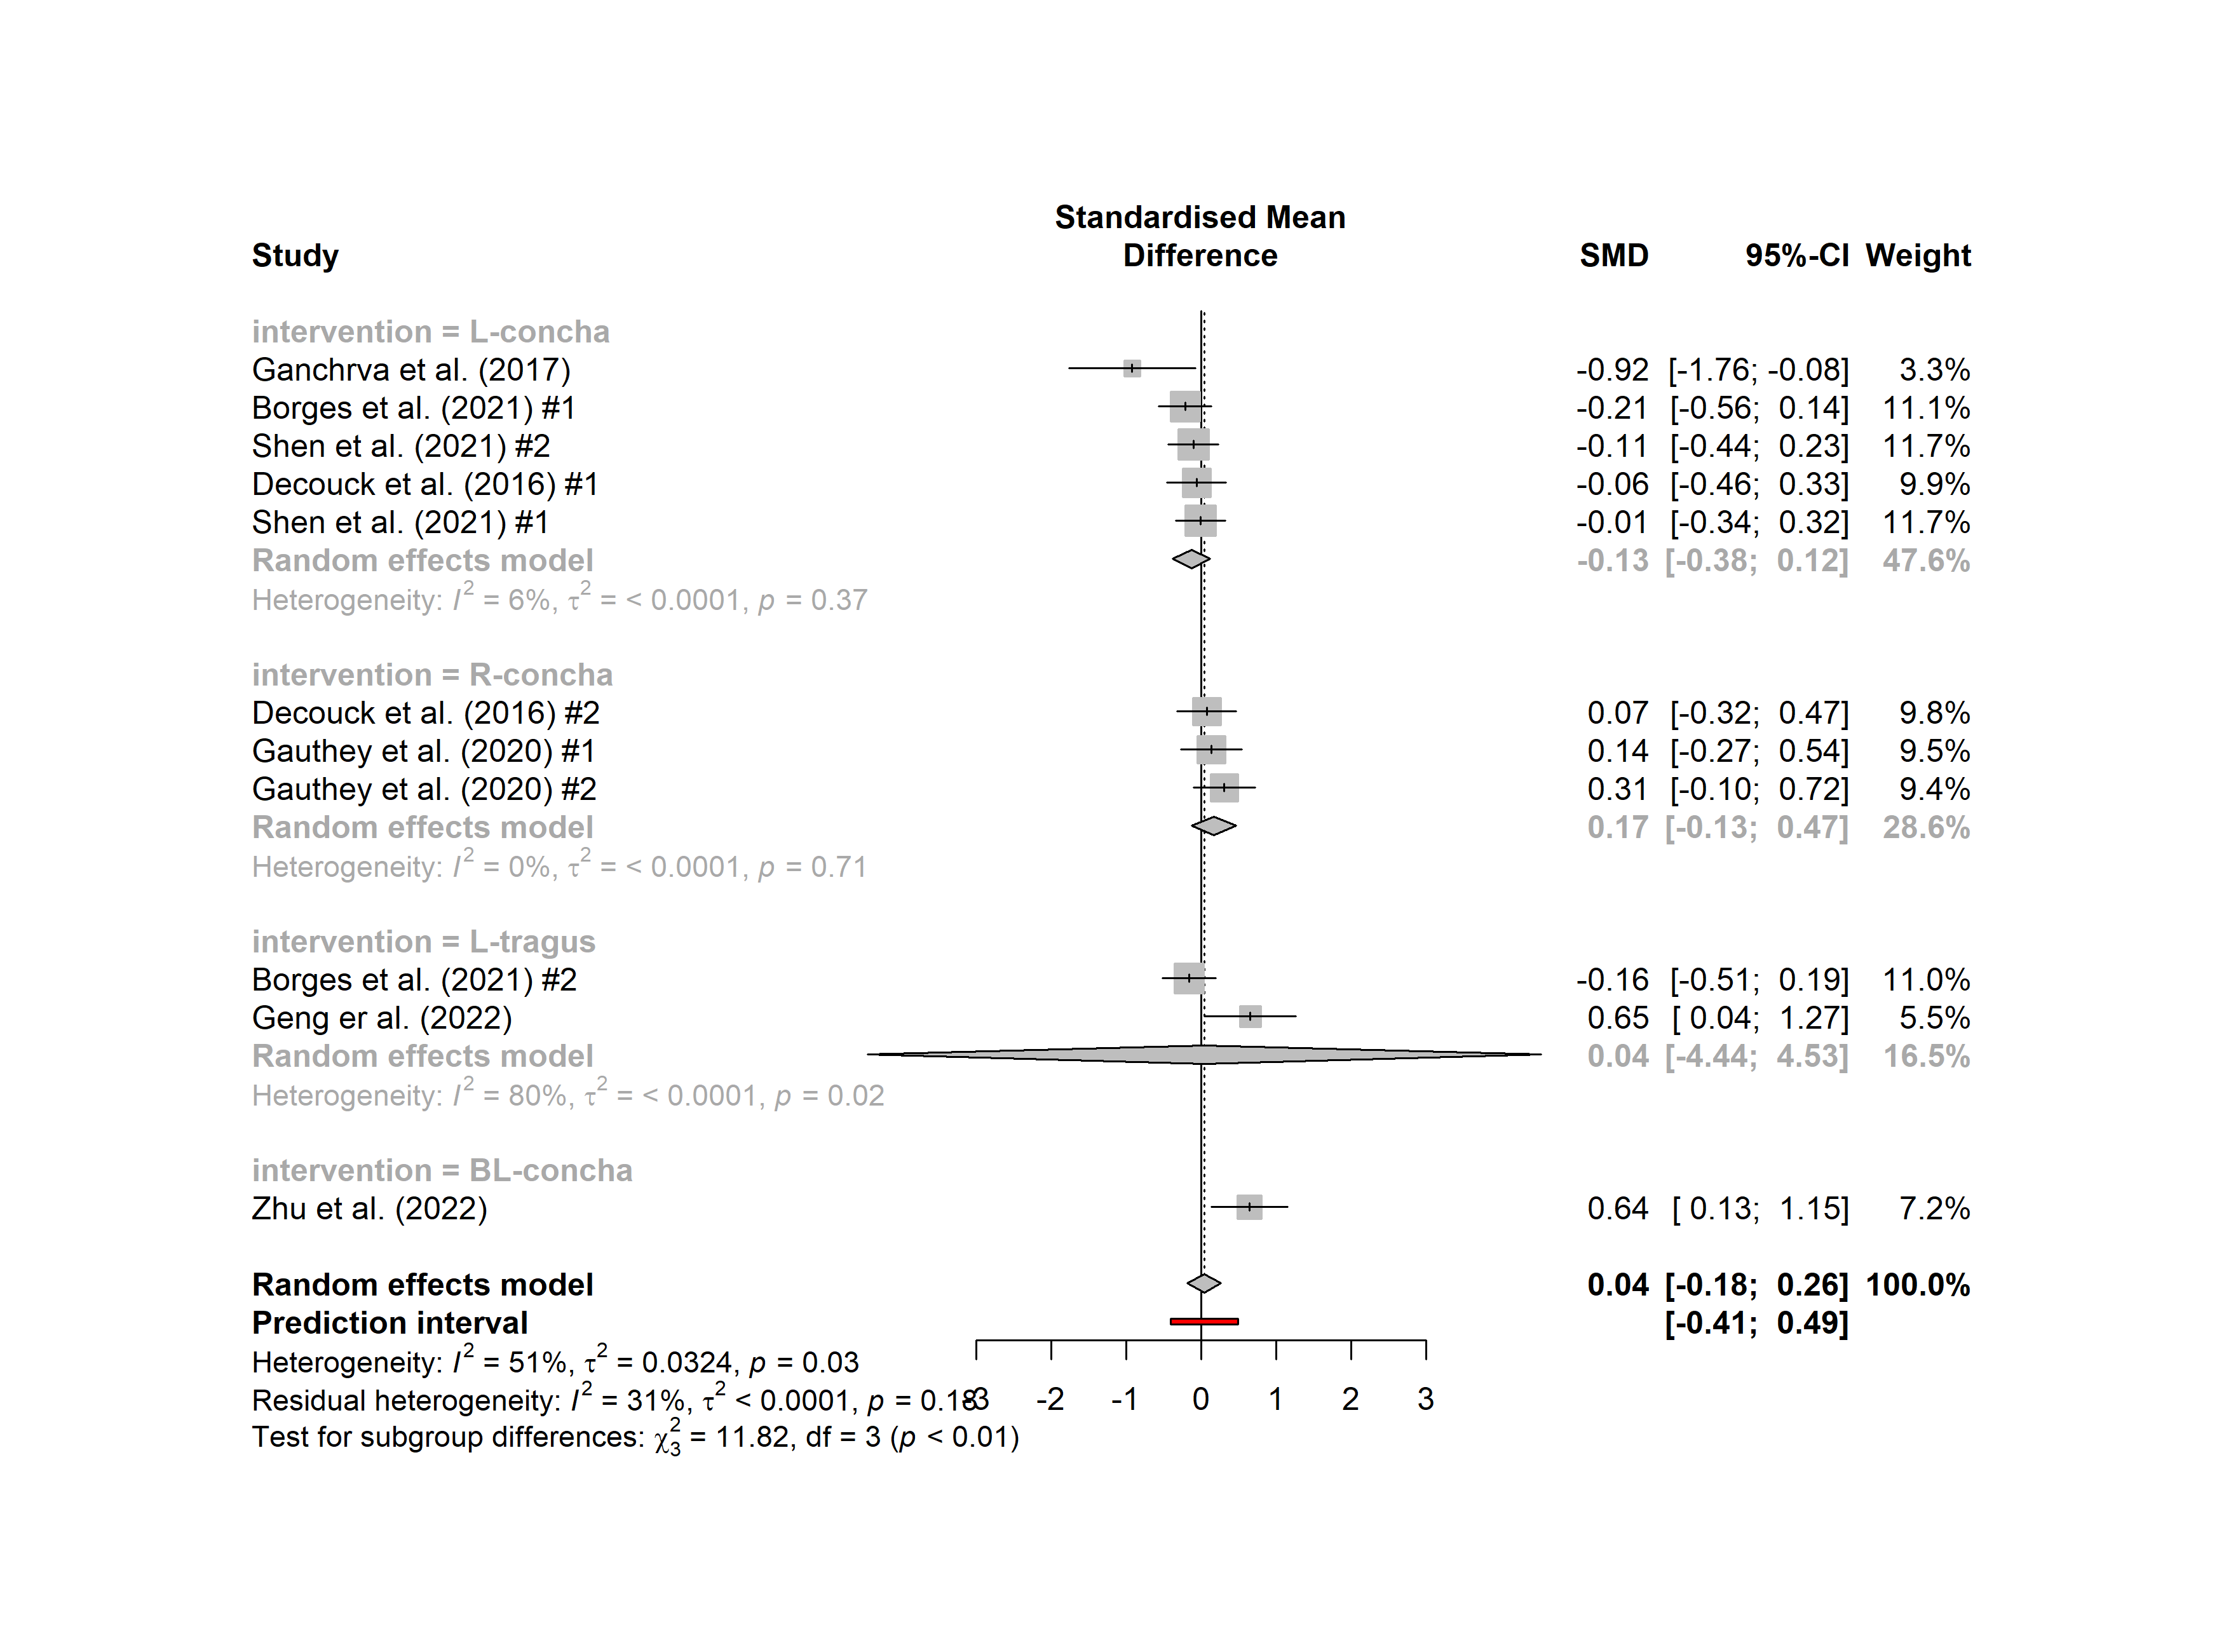 Standardised Mean
Study Difference SMD 95%-CI Weight
intervention = L-concha
Ganchrva et al. (2017) -0.92 [-1.76; -0.08] 3.3%
Borges et al. (2021) #1 -0.21 [-0.56; 0.14] 11.1%
Shen et al. (2021) #2 -0.11 [-0.44; 0.23] 11.7%
Decouck et al. (2016) #1 -0.06 [-0.46; 0.33] 9.9%
Shen et al. (2021) #1 -0.01 [-0.34; 0.32] 11.7%
Random effects model -0.13 [-0.38; 0.12] 47.6%
Heterogeneity: I² = 6%, τ² = < 0.0001, p = 0.37
intervention = R-concha
Decouck et al. (2016) #2 0.07 [-0.32; 0.47] 9.8%
Gauthey et al. (2020) #1 0.14 [-0.27; 0.54] 9.5%
Gauthey et al. (2020) #2 0.31 [-0.10; 0.72] 9.4%
Random effects model 0.17 [-0.13; 0.47] 28.6%
Heterogeneity: I² = 0%, τ² = < 0.0001, p = 0.71
intervention = L-tragus
Borges et al. (2021) #2 -0.16 [-0.51; 0.19] 11.0%
Geng er al. (2022) 0.65 [ 0.04; 1.27] 5.5%
Random effects model 0.04 [-4.44; 4.53] 16.5%
Heterogeneity: I² = 80%, τ² = < 0.0001, p = 0.02
intervention = BL-concha
Zhu et al. (2022) 0.64 [ 0.13; 1.15] 7.2%
Random effects model 0.04 [-0.18; 0.26] 100.0%
Prediction interval [-0.41; 0.49]
Heterogeneity: I² = 51%, τ² = 0.0324, p = 0.03
Residual heterogeneity: I² = 31%, τ² < 0.0001, p = 0.18
-3 -2 -1 0 1 2 3
Test for subgroup differences: χ²₃ = 11.82, df = 3 (p < 0.01)